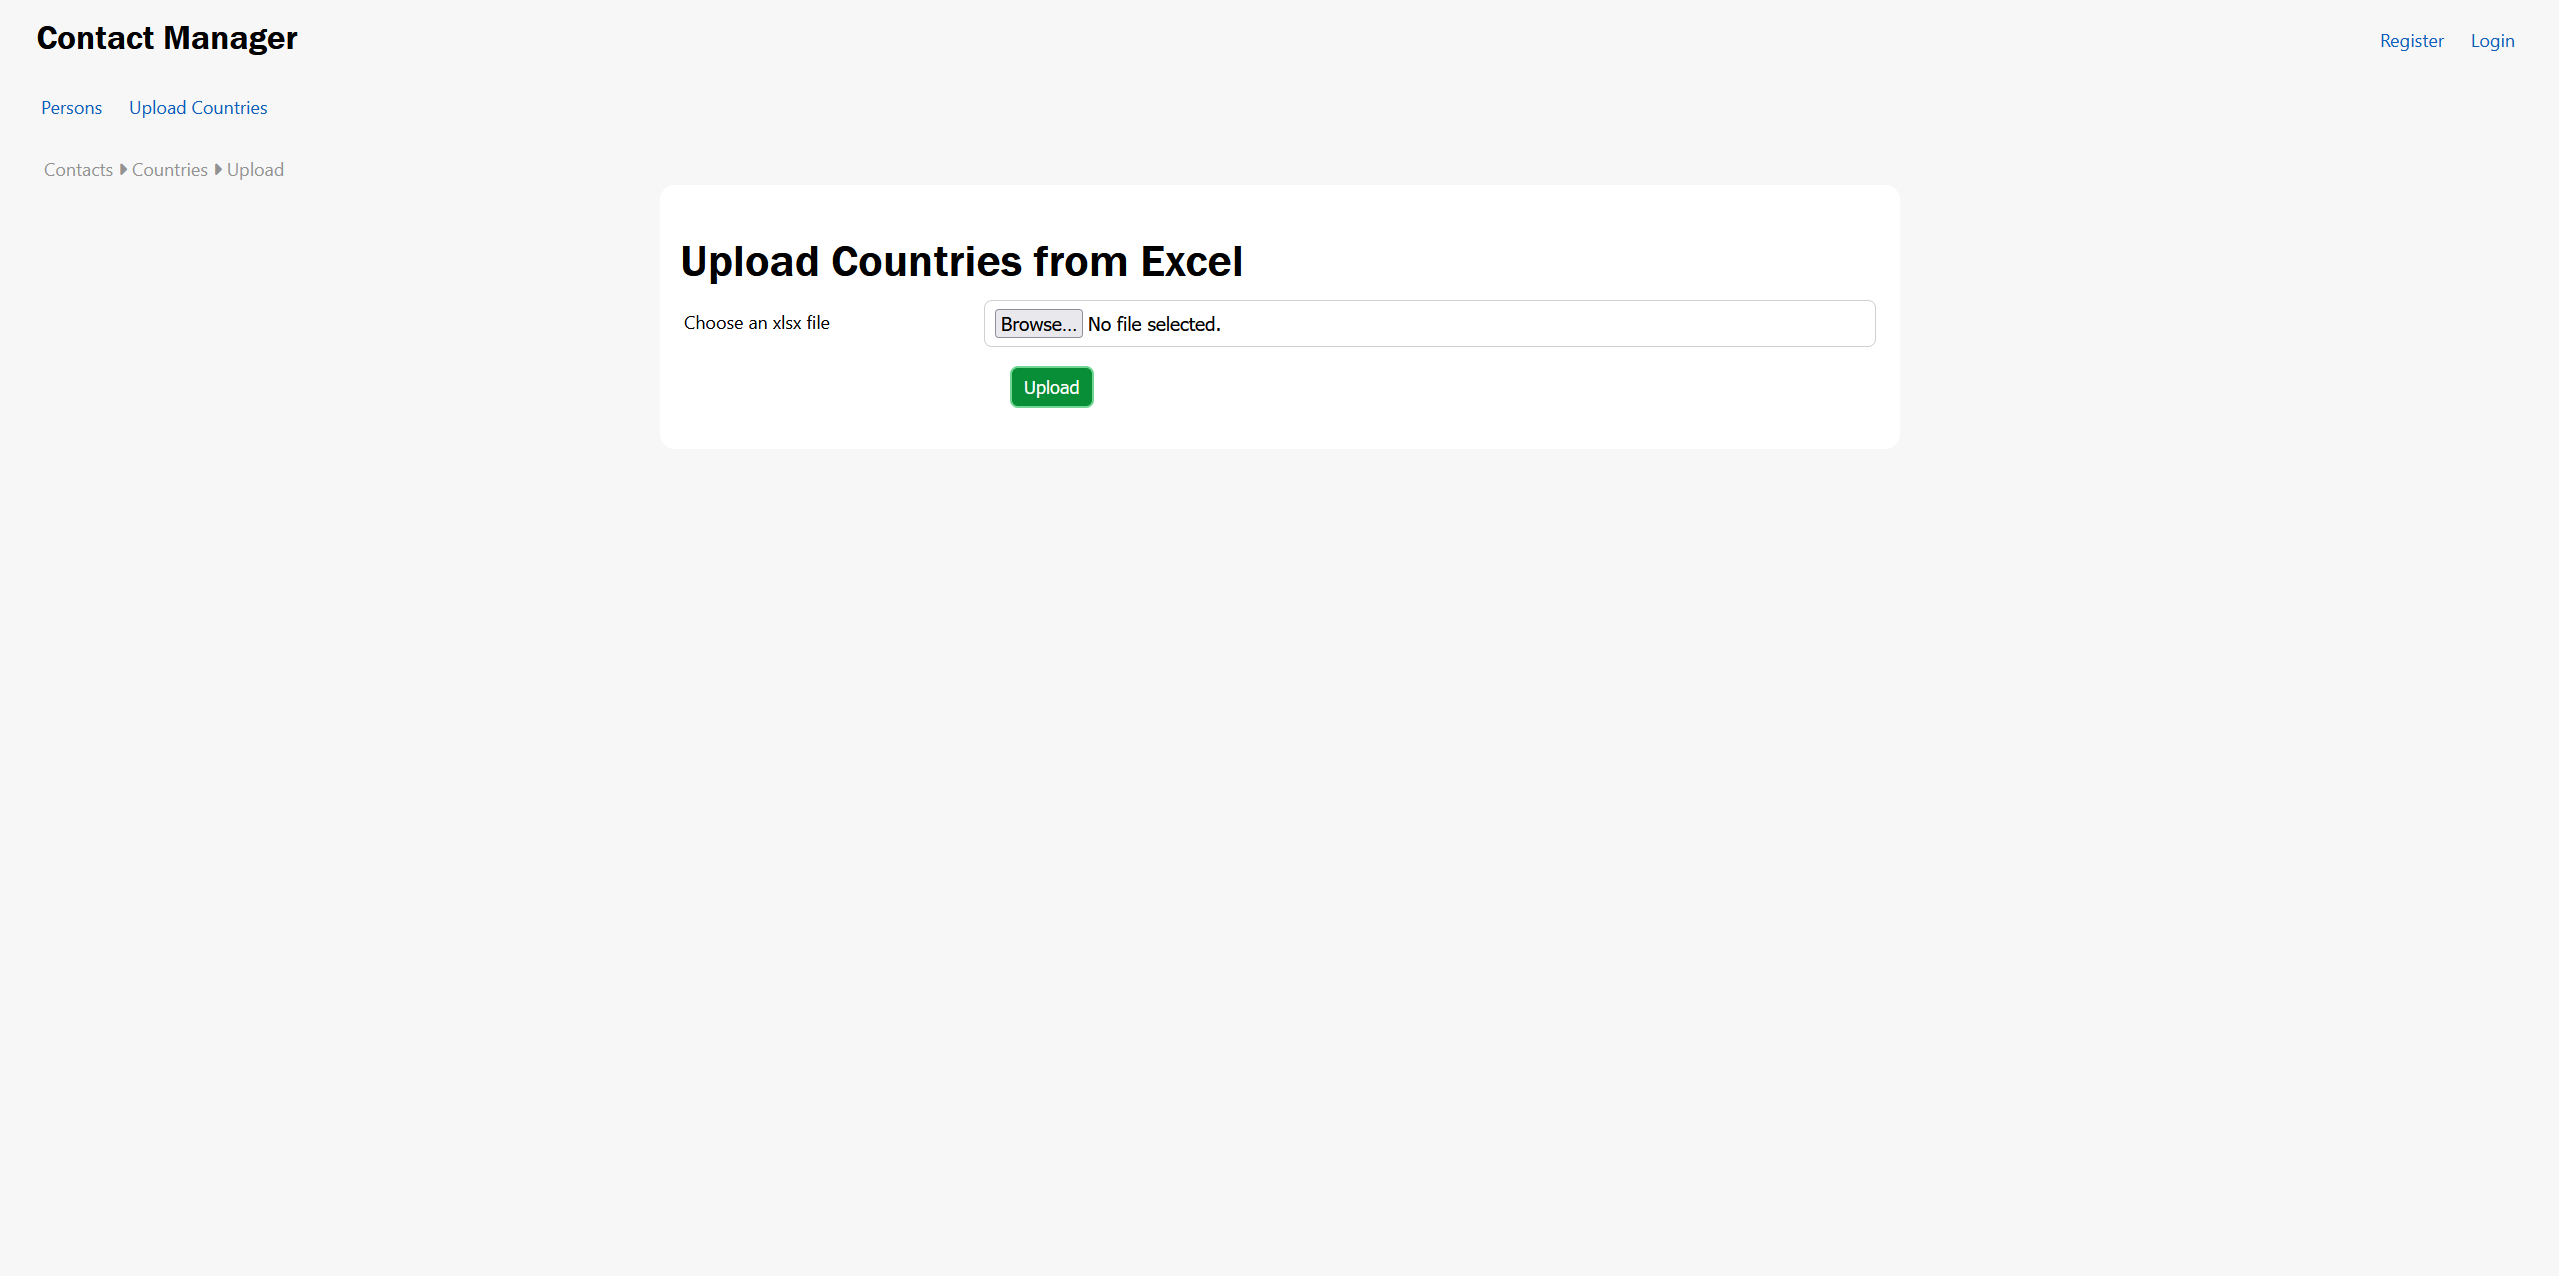 Contact Manager
Register Login
Persons Upload Countries
Contacts Countries Upload
Upload Countries from Excel
Choose an xlsx file Browse... No file selected.
Upload